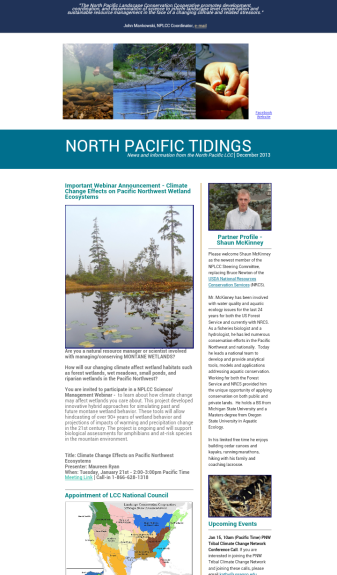 "The North Pacific Landscape Conservation Cooperative promotes development,
coordination, and dissemination of science to inform landscape level conservation and
sustainable resource management in the face of a changing climate and related stressors."
John Mankowski, NPLCC Coordinator, e-mail
Facebook
Website
NORTH PACIFIC TIDINGS
News and Information from the North Pacific LCC | December 2013
Important Webinar Announcement - Climate
Change Effects on Pacific Northwest Wetland
Ecosystems
Are you a natural resource manager or scientist involved
with managing/conserving MONTANE WETLANDS?
How will our changing climate affect wetland habitats such
as forest wetlands, wet meadows, small ponds, and
riparian wetlands in the Pacific Northwest?
You are invited to participate in a NPLCC Science/
Management Webinar - to learn about how climate change
may affect wetlands you care about. This project developed
innovative hybrid approaches for simulating past and
future montane wetland behavior. These tools will allow
hindcasting of over 90+ years of wetland behavior and
projections of impacts of warming and precipitation change
in the 21st century. The project is ongoing and will support
biological assessments for amphibians and at-risk species
in the mountain environment.
Title: Climate Change Effects on Pacific Northwest
Ecosystems
Presenter: Maureen Ryan
When: Tuesday, January 21st - 2:00-3:00pm Pacific Time
Meeting Link | Call-in 1-866-628-1318
Appointment of LCC National Council
Landscape Conservation Cooperatives
Partner Profile -
Shaun McKinney
Please welcome Shaun McKinney
as the newest member of the
NPLCC Steering Committee,
replacing Bruce Newton of the
USDA National Resources
Conservation Services (NRCS).
Mr. McKinney has been involved
with water quality and aquatic
ecology issues for the last 24
years for both the US Forest
Service and currently with NRCS.
As a fisheries biologist and a
hydrologist, he has led numerous
conservation efforts in the Pacific
Northwest and nationally. Today
he leads a national team to
develop and provide analytical
tools, models and applications
addressing aquatic conservation.
Working for both the Forest
Service and NRCS provided him
the unique opportunity of applying
conservation on both public and
private lands. He holds a BS from
Michigan State University and a
Masters degree from Oregon
State University in Aquatic
Ecology.
In his limited free time he enjoys
building cedar canoes and
kayaks, running marathons,
hiking with his family and
coaching lacrosse.
Upcoming Events
Jan 15, 10am (Pacific Time) PNW
Tribal Climate Change Network
Conference Call. If you are
interested in joining the PNW
Tribal Climate Change Network
and joining these calls, please